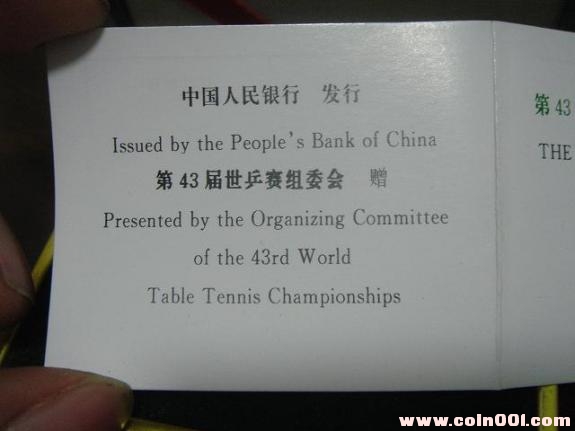 中国人民银行 发行
Issued by the People's Bank of China
第43届世乒赛组委会 赠
Presented by the Organizing Committee
of the 43rd World
Table Tennis Championships
第43
THE
www.coin001.com